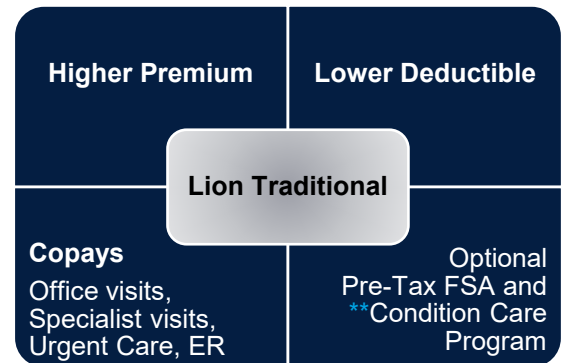 Higher Premium
Lower Deductible
Lion Traditional
Copays
Office visits,
Specialist visits,
Urgent Care, ER
Optional
Pre-Tax FSA and
**Condition Care
Program